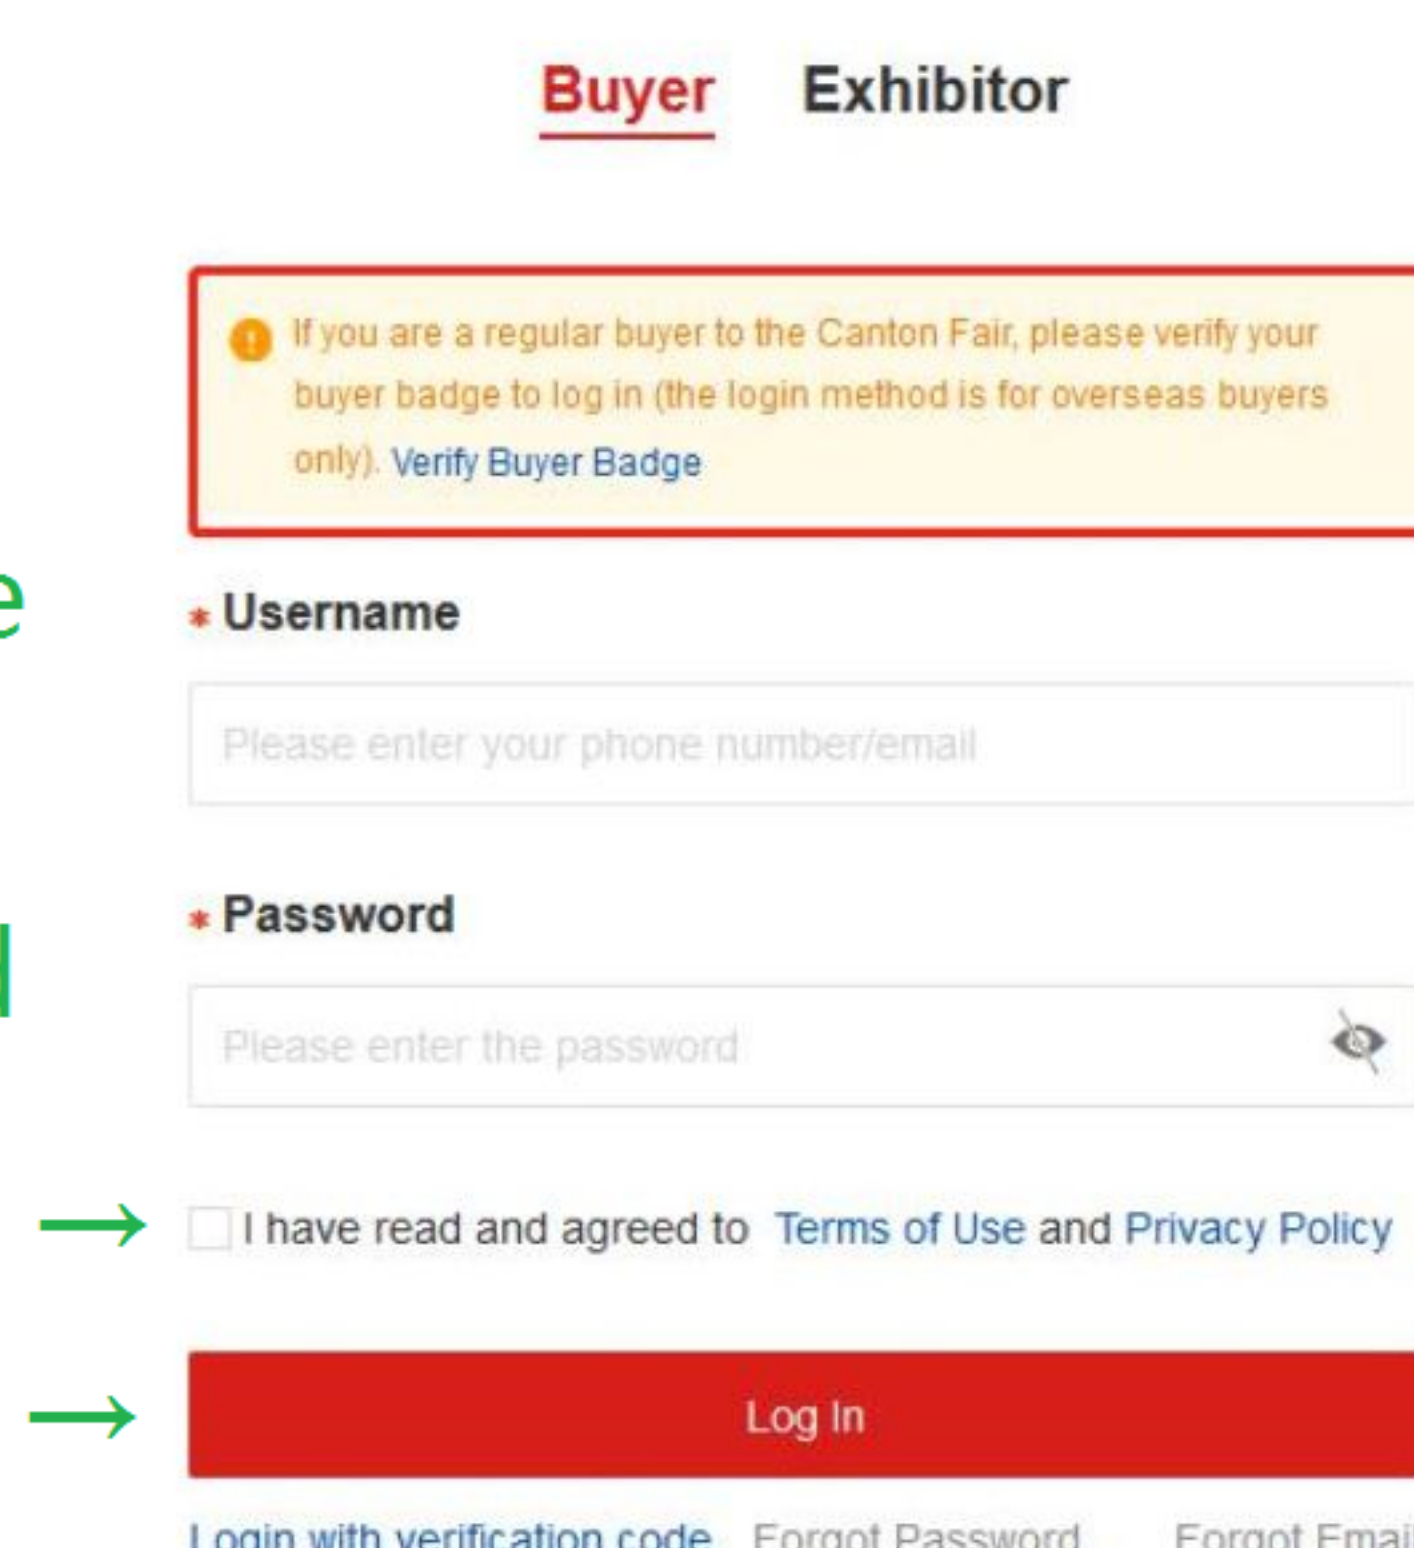 Buyer Exhibitor
If you are a regular buyer to the Canton Fair, please verify your
buyer badge to log in (the login method is for overseas buyers
only). Verify Buyer Badge
* Username
Please enter your phone number/email
* Password
Please enter the password
→ I have read and agreed to Terms of Use and Privacy Policy
→ Log In
Login with verification code Forgot Password Forgot Email